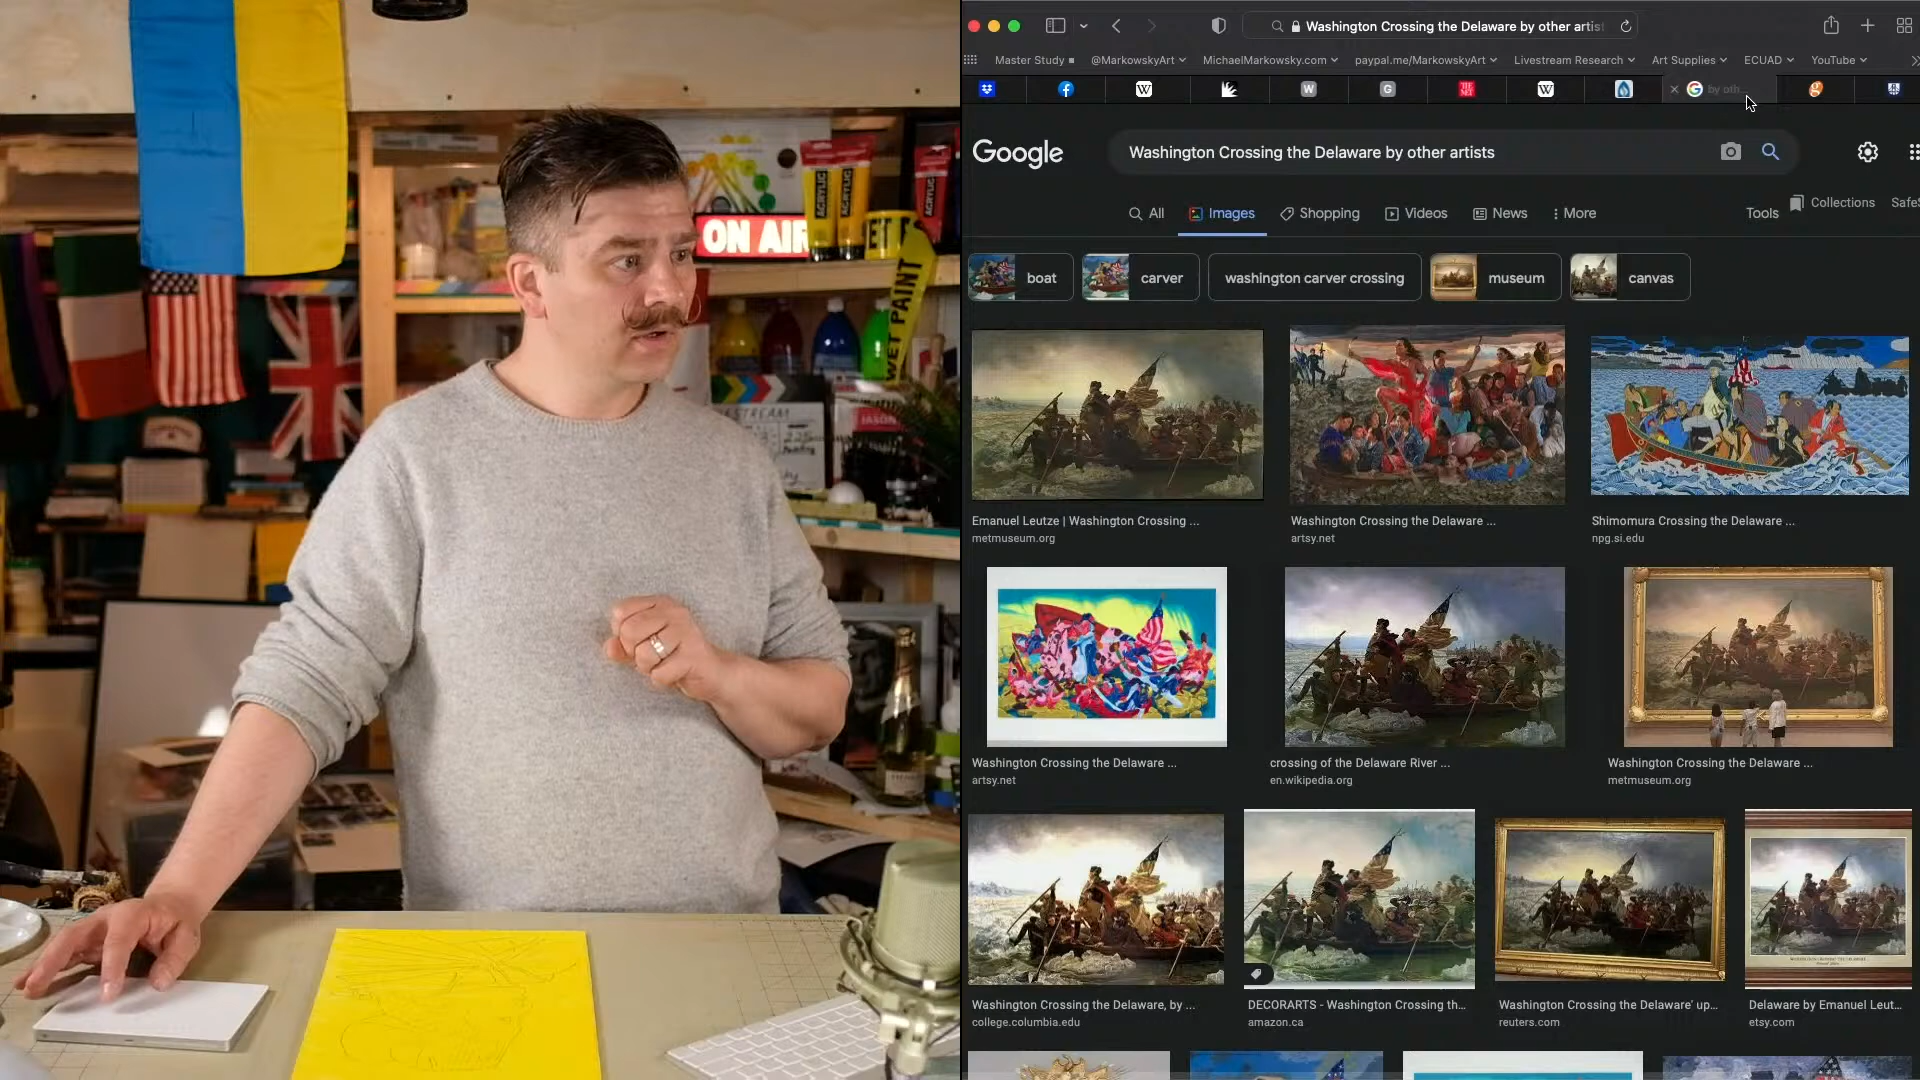 Washington Crossing the Delaware by other artis
Master Study
@MarkowskyArt
MichaelMarkowsky.com
paypal.me/MarkowskyArt
Livestream Research
Art Supplies
ECUAD
YouTube
W
W
G
W
G
by oth
g
Google
Washington Crossing the Delaware by other artists
All
Images
Shopping
Videos
News
More
Tools
Collections
SafeS
boat
carver
washington carver crossing
museum
canvas
ON AIR
ACRYLIC
ACRYLIC
ACRYLIC
WET PAINT
Emanuel Leutze | Washington Crossing ...
metmuseum.org
Washington Crossing the Delaware ...
artsy.net
Shimomura Crossing the Delaware ...
npg.si.edu
Washington Crossing the Delaware ...
artsy.net
crossing of the Delaware River ...
en.wikipedia.org
Washington Crossing the Delaware ...
metmuseum.org
Washington Crossing the Delaware, by ...
college.columbia.edu
DECORARTS - Washington Crossing th...
amazon.ca
Washington Crossing the Delaware' up...
reuters.com
Delaware by Emanuel Leut...
etsy.com